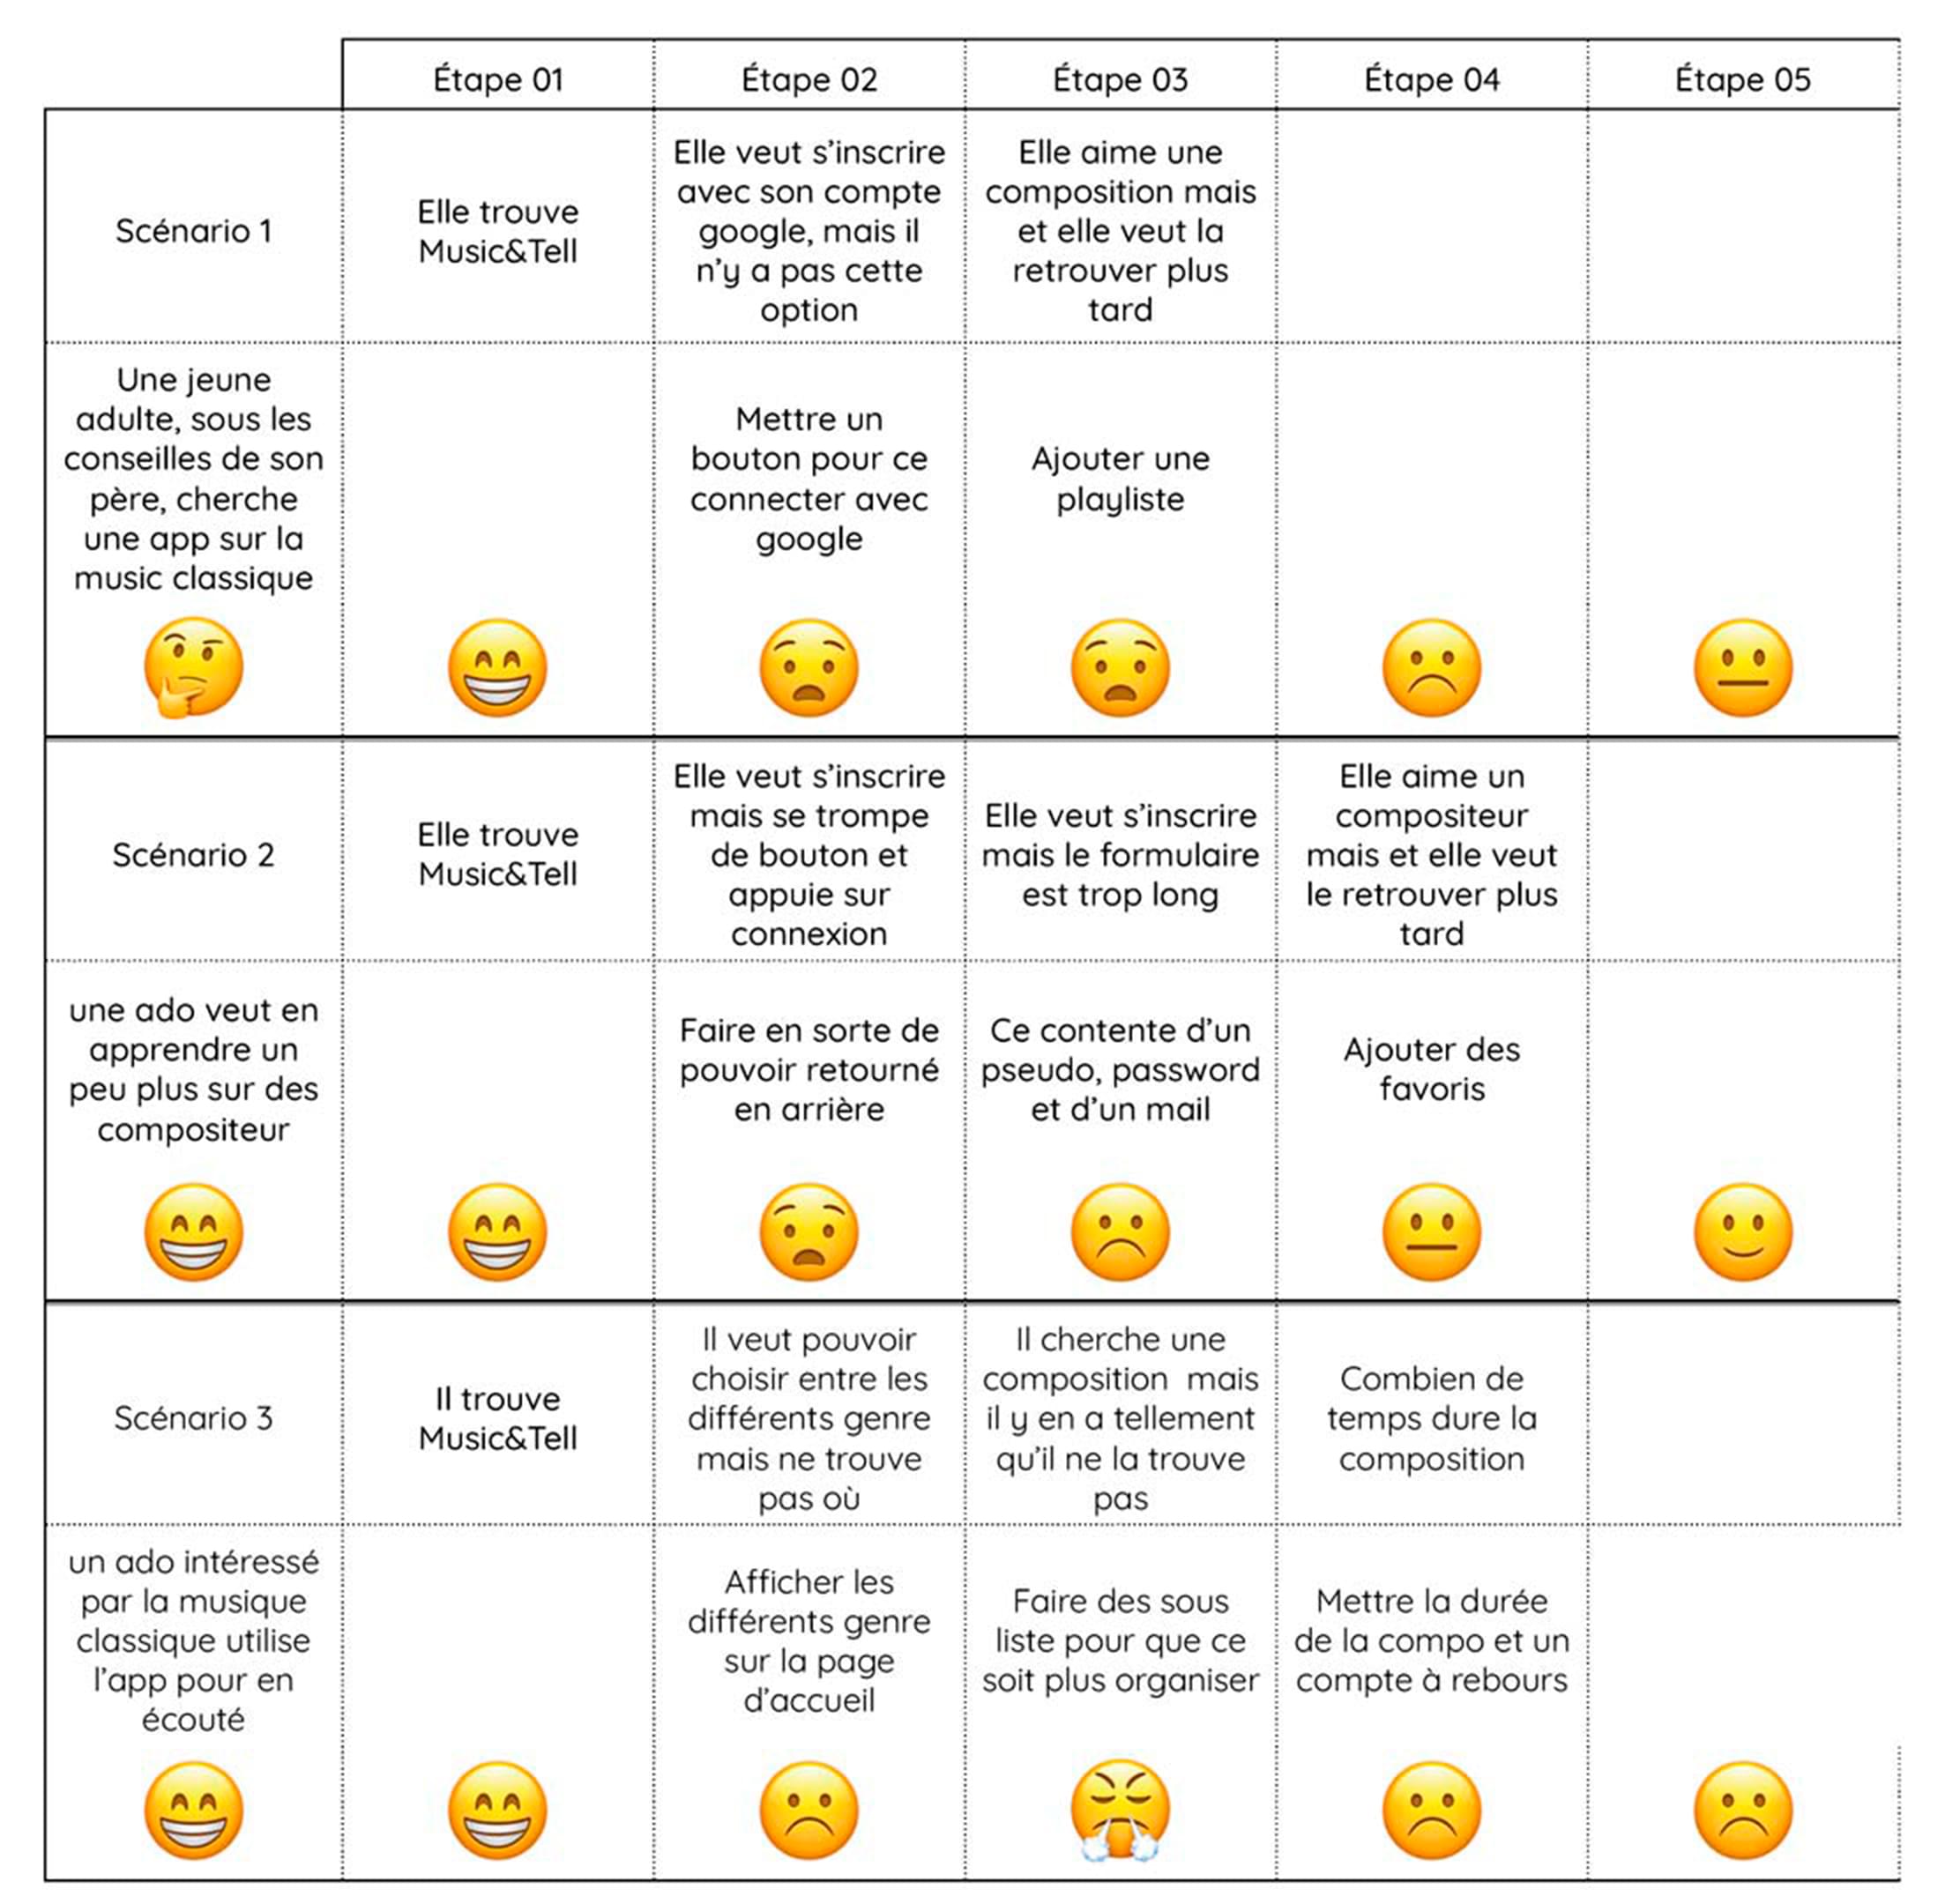 Étape 01
Étape 02
Étape 03
Étape 04
Étape 05
Scénario 1
Elle trouve
Music&Tell
Elle veut s'inscrire
avec son compte
google, mais il
n'y a pas cette
option
Elle aime une
composition mais
et elle veut la
retrouver plus
tard
Une jeune
adulte, sous les
conseilles de son
père, cherche
une app sur la
music classique
Mettre un
bouton pour ce
connecter avec
google
Ajouter une
playliste
Scénario 2
Elle trouve
Music&Tell
Elle veut s'inscrire
mais se trompe
de bouton et
appuie sur
connexion
Elle veut s'inscrire
mais le formulaire
est trop long
Elle aime un
compositeur
mais et elle veut
le retrouver plus
tard
une ado veut en
apprendre un
peu plus sur des
compositeur
Faire en sorte de
pouvoir retourné
en arrière
Ce contente d'un
pseudo, password
et d'un mail
Ajouter des
favoris
Scénario 3
Il trouve
Music&Tell
Il veut pouvoir
choisir entre les
différents genre
mais ne trouve
pas où
Il cherche une
composition mais
il y en a tellement
qu'il ne la trouve
pas
Combien de
temps dure la
composition
un ado intéressé
par la musique
classique utilise
l'app pour en
écouté
Afficher les
différents genre
sur la page
d'accueil
Faire des sous
liste pour que ce
soit plus organiser
Mettre la durée
de la compo et un
compte à rebours